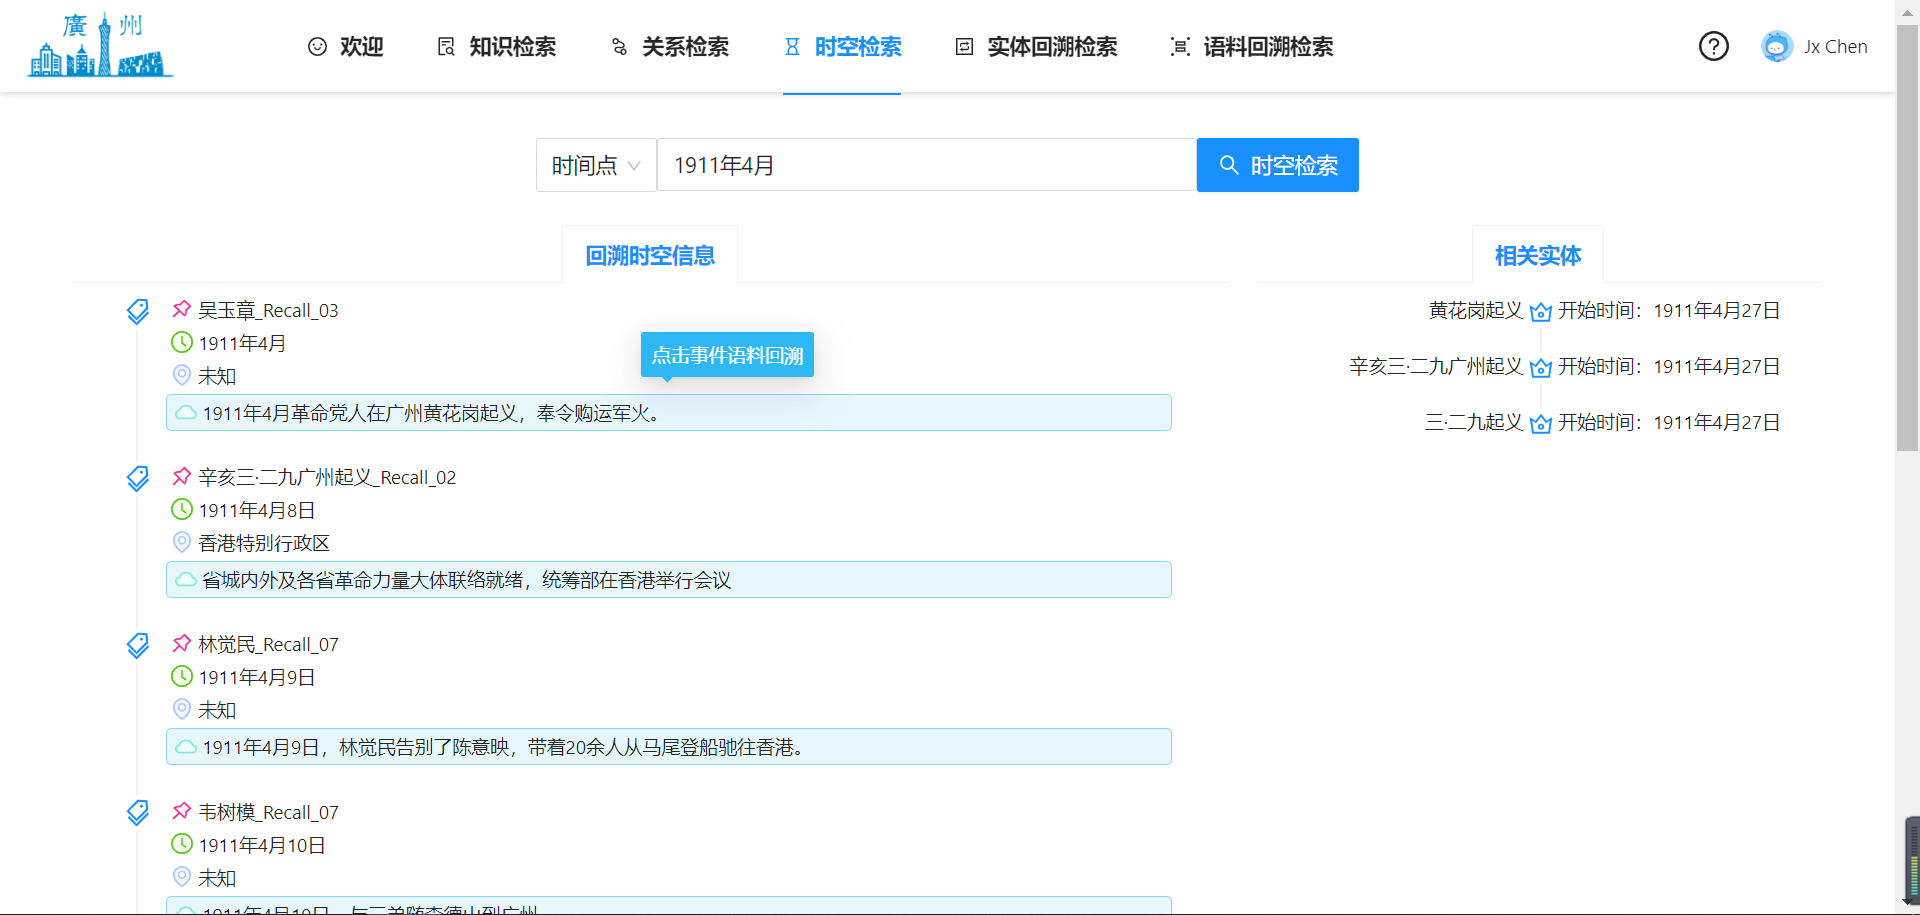 廣州
欢迎
知识检索
关系检索
时空检索
实体回溯检索
语料回溯检索
Jx Chen
时间点
1911年4月
时空检索
回溯时空信息
吴玉章_Recall_03
1911年4月
未知
点击事件语料回溯
1911年4月革命党人在广州黄花岗起义，奉令购运军火。
辛亥三·二九广州起义_Recall_02
1911年4月8日
香港特别行政区
省城内外及各省革命力量大体联络就绪，统筹部在香港举行会议
林觉民_Recall_07
1911年4月9日
未知
1911年4月9日，林觉民告别了陈意映，带着20余人从马尾登船驰往香港。
韦树模_Recall_07
1911年4月10日
未知
相关实体
黄花岗起义 开始时间：1911年4月27日
辛亥三·二九广州起义 开始时间：1911年4月27日
三·二九起义 开始时间：1911年4月27日